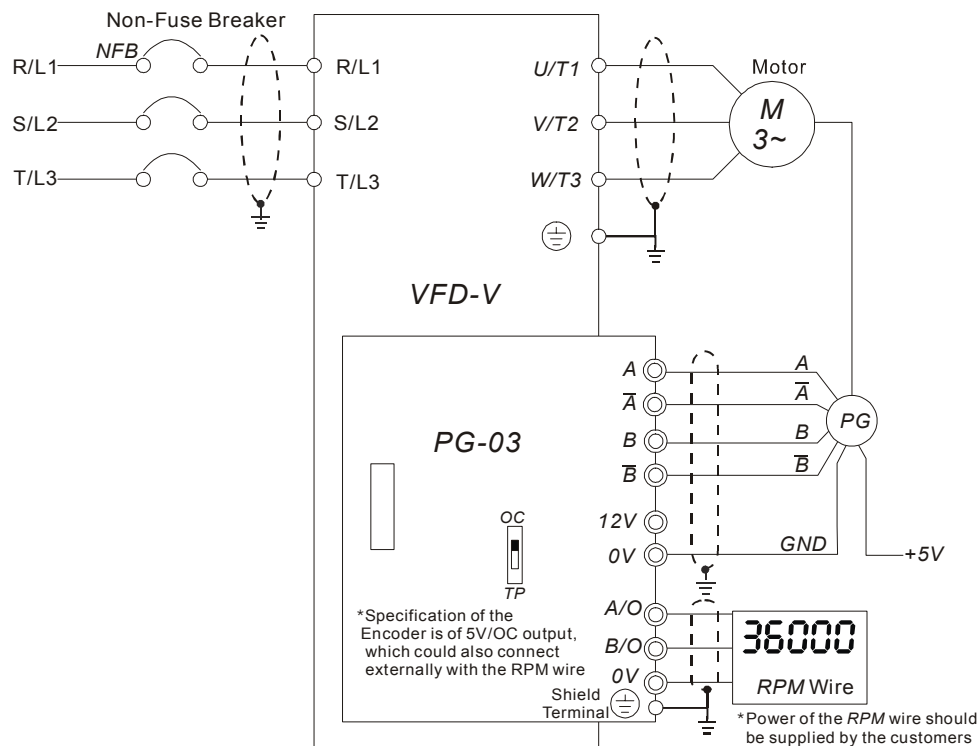 Non-Fuse Breaker
NFB
R/L1
R/L1
U/T1
Motor
S/L2
S/L2
V/T2
M
3~
T/L3
T/L3
W/T3
VFD-V
A
A
A̅
A̅
PG-03
B
B
PG
B̅
B̅
OC
12V
0V
GND
+5V
TP
*Specification of the
Encoder is of 5V/OC output,
which could also connect
externally with the RPM wire
A/O
B/O
0V
36000
RPM Wire
Shield
Terminal
*Power of the RPM wire should
be supplied by the customers